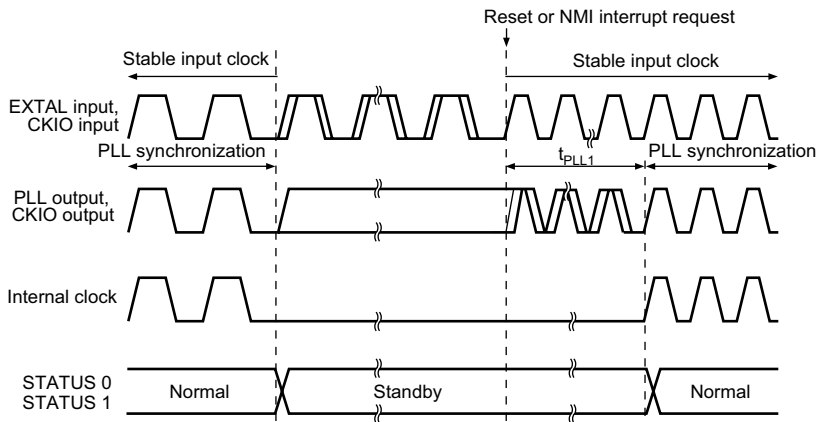 Reset or NMI interrupt request
Stable input clock
Stable input clock
EXTAL input,
CKIO input
PLL synchronization
tPLL1
PLL synchronization
PLL output,
CKIO output
Internal clock
STATUS 0
STATUS 1
Normal
Standby
Normal